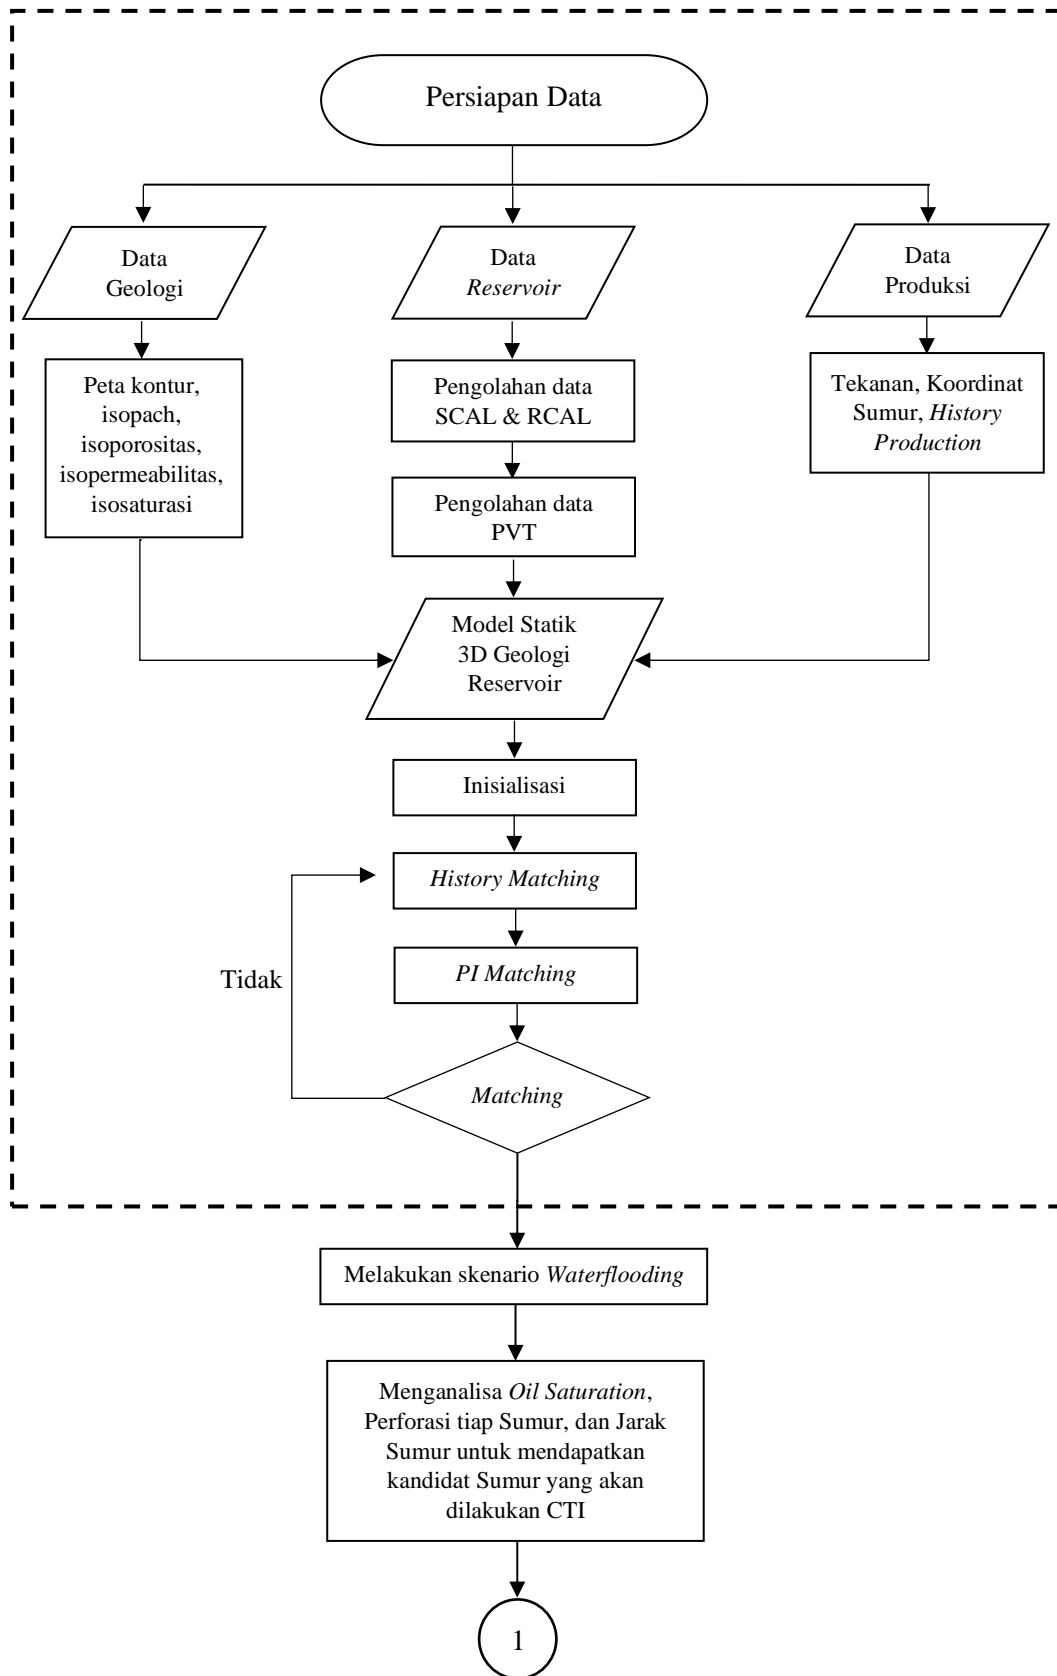 Persiapan Data
Data
Geologi
Data
Reservoir
Data
Produksi
Peta kontur,
isopach,
isoporositas,
isopermeabilitas,
isosaturasi
Pengolahan data
SCAL & RCAL
Tekanan, Koordinat
Sumur, History
Production
Pengolahan data
PVT
Model Statik
3D Geologi
Reservoir
Inisialisasi
History Matching
PI Matching
Tidak
Matching
Melakukan skenario Waterflooding
Menganalisa Oil Saturation,
Perforasi tiap Sumur, dan Jarak
Sumur untuk mendapatkan
kandidat Sumur yang akan
dilakukan CTI
1